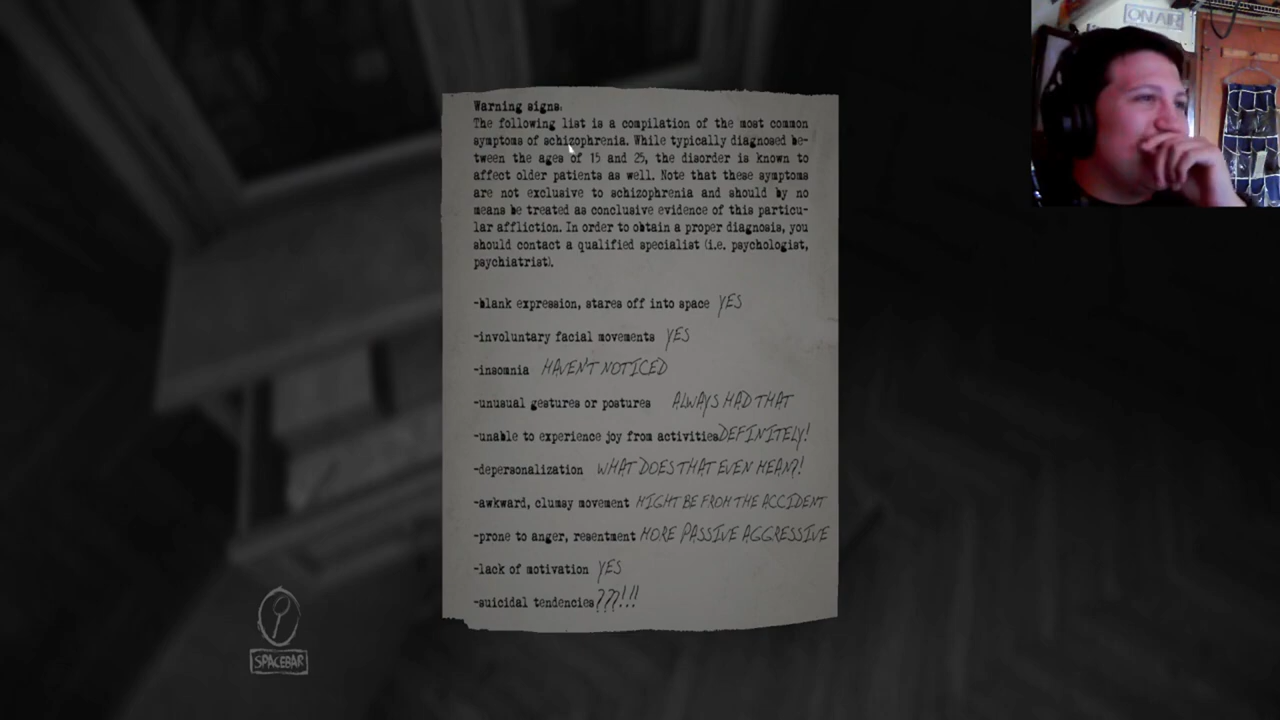 ON AIR
Warning signs:
The following list is a compilation of the most common
symptoms of schizophrenia. While typically diagnosed be-
tween the ages of 15 and 25, the disorder is known to
affect older patients as well. Note that these symptoms
are not exclusive to schizophrenia and should by no
means be treated as conclusive evidence of this particu-
lar affliction. In order to obtain a proper diagnosis, you
should contact a qualified specialist (i.e. psychologist,
psychiatrist).
-blank expression, stares off into space YES
-involuntary facial movements YES
-insomnia HAVEN'T NOTICED
-unusual gestures or postures ALWAYS HAD THAT
-unable to experience joy from activities DEFINITELY!
-depersonalization WHAT DOES THAT EVEN MEAN?!
-awkward, clumsy movement MIGHT BE FROM THE ACCIDENT
-prone to anger, resentment MORE PASSIVE AGGRESSIVE
-lack of motivation YES
-suicidal tendencies???!!!
SPACEBAR